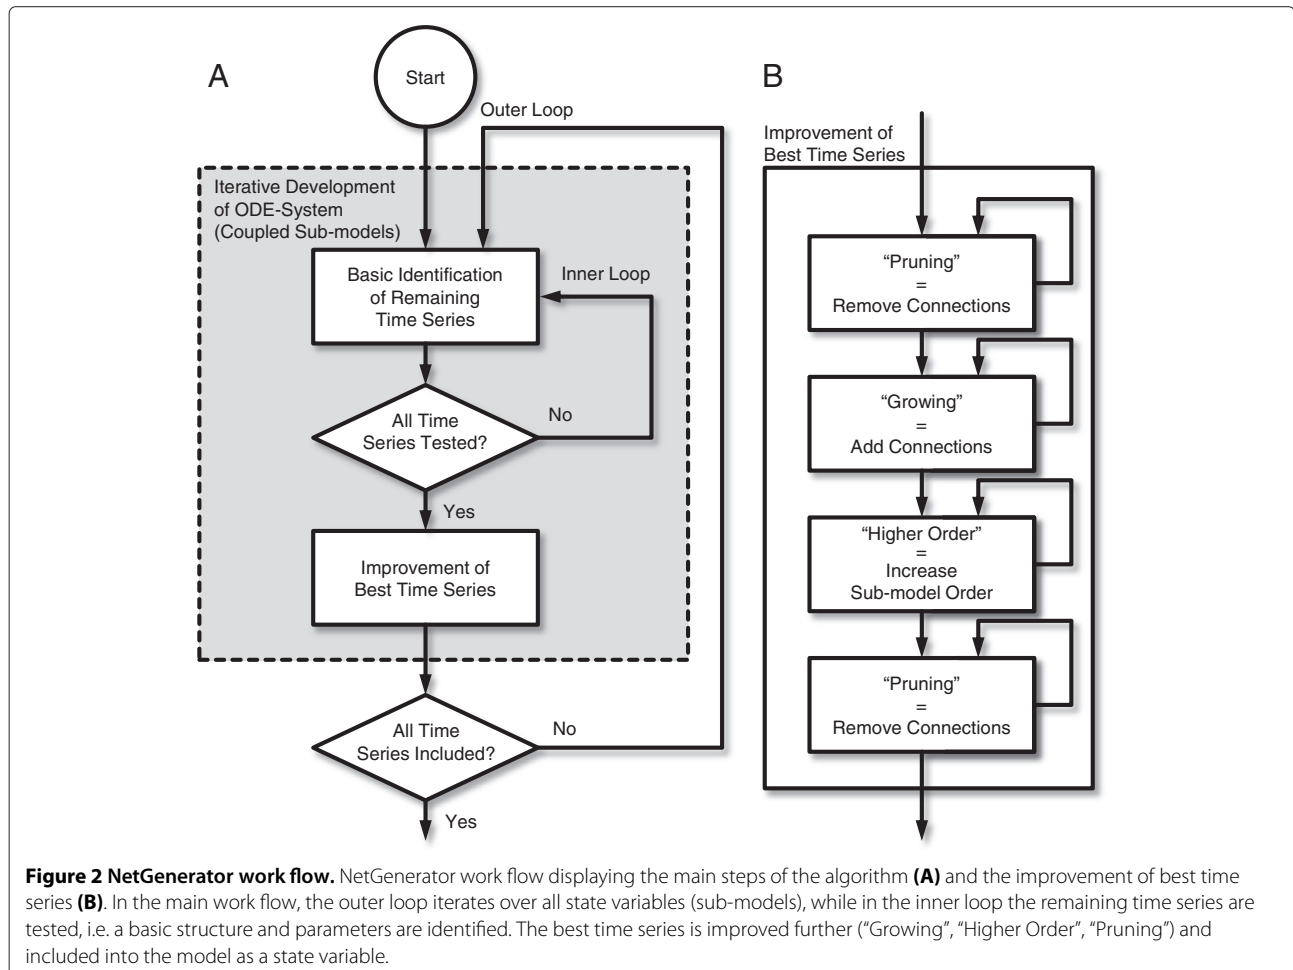 A
Start
Outer Loop
Iterative Development
of ODE-System
(Coupled Sub-models)
Basic Identification
of Remaining
Time Series
Inner Loop
All Time
Series Tested?
No
Yes
Improvement of
Best Time Series
All Time
Series Included?
No
Yes
B
Improvement of
Best Time Series
“Pruning”
=
Remove Connections
“Growing”
=
Add Connections
“Higher Order”
=
Increase
Sub-model Order
“Pruning”
=
Remove Connections
Figure 2 NetGenerator work flow. NetGenerator work flow displaying the main steps of the algorithm (A) and the improvement of best time
series (B). In the main work flow, the outer loop iterates over all state variables (sub-models), while in the inner loop the remaining time series are
tested, i.e. a basic structure and parameters are identified. The best time series is improved further (“Growing”, “Higher Order”, “Pruning”) and
included into the model as a state variable.